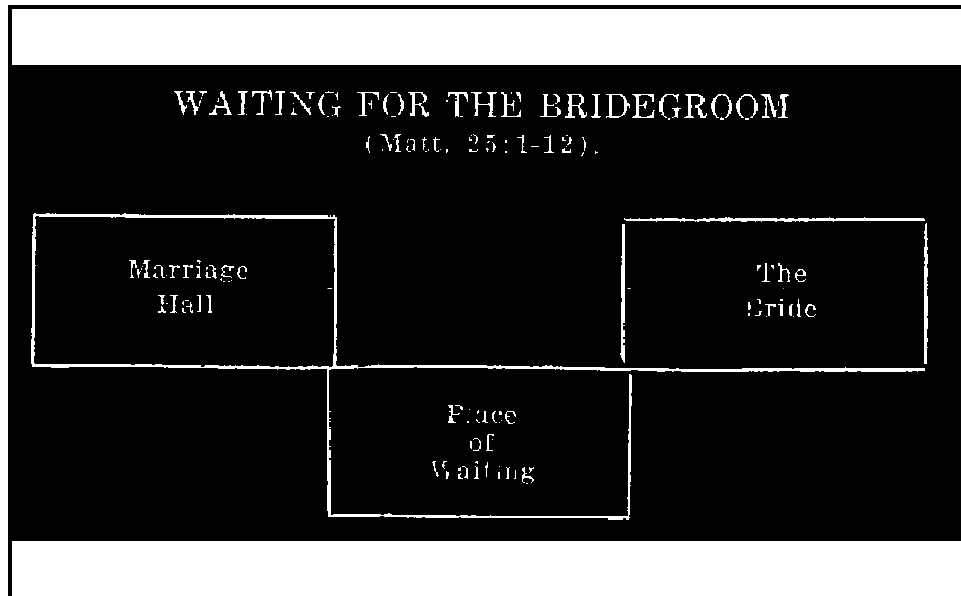 WAITING FOR THE BRIDEGROOM
(Matt. 25:1-12).
Marriage
Hall
The
Bride
Place
of
Waiting